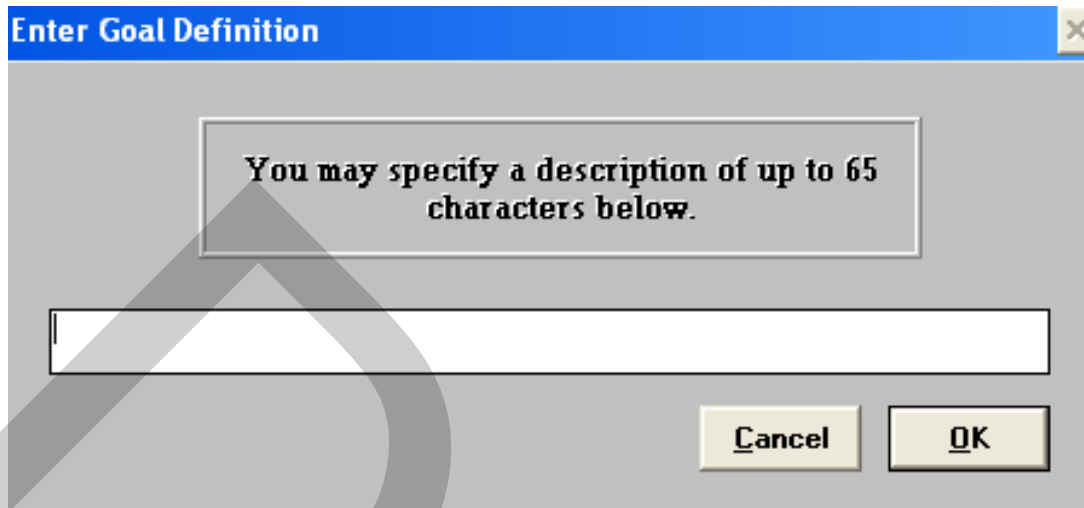 Enter Goal Definition
You may specify a description of up to 65
characters below.
Cancel
OK